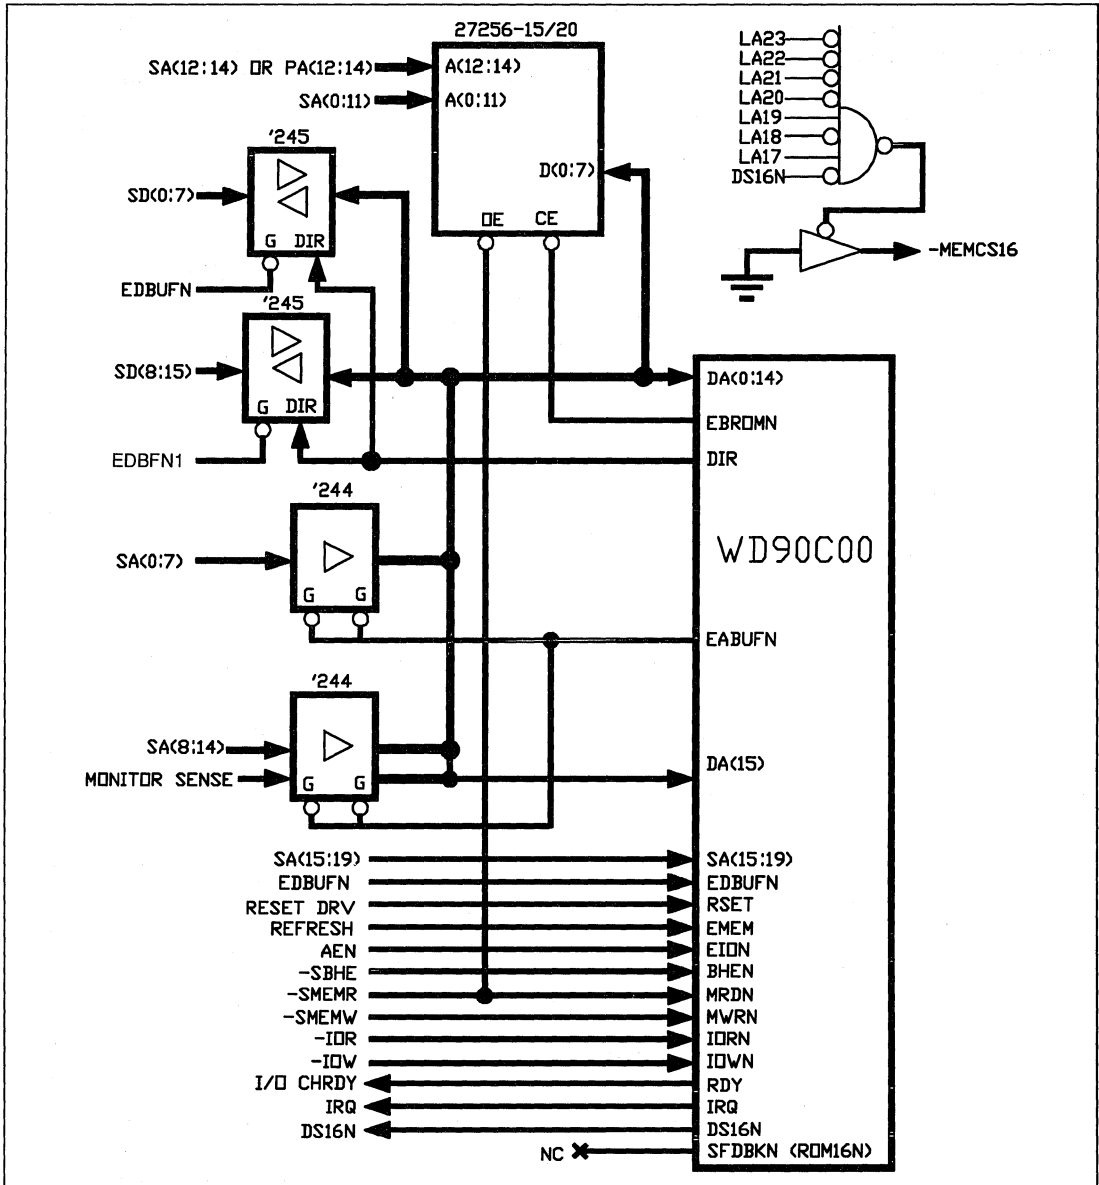 27256-15/20
SA(12:14) OR PA(12:14)
A(12:14)
SA(0:11)
A(0:11)
D(0:7)
OE
CE
LA23
LA22
LA21
LA20
LA19
LA18
LA17
DS16N
-MEMCS16
'245
SD(0:7)
G DIR
EDBUFN
'245
SD(8:15)
G DIR
EDBFN1
'244
SA(0:7)
G G
'244
SA(8:14)
MONITOR SENSE
G G
DA(0:14)
EBROMN
DIR
WD90C00
EABUFN
DA(15)
SA(15:19) SA(15:19)
EDBUFN EDBUFN
RESET DRV RSET
REFRESH EMEM
AEN EION
-SBHE BHEN
-SMEMR MRDN
-SMEMW MWRN
-IOR IORN
-IOW IOWN
I/O CHRDY RDY
IRQ IRQ
DS16N DS16N
NC SFDBKN (ROM16N)